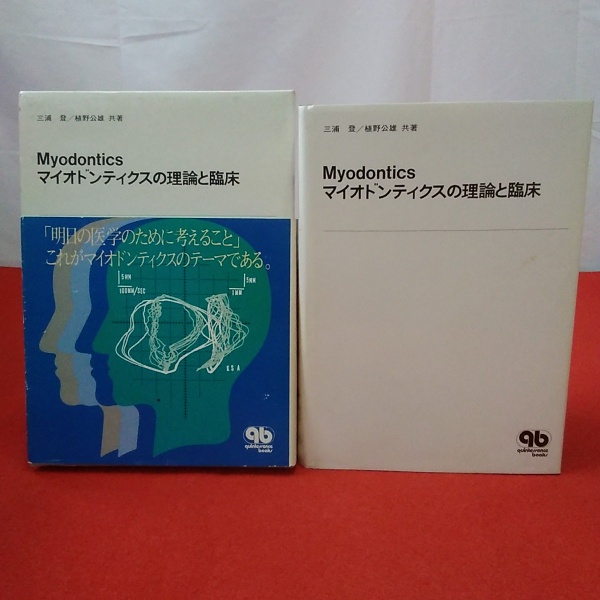 三浦 登／植野公雄 共著
Myodontics
マイオドンティクスの理論と臨床
「明日の医学のために考えること」
これがマイオドンティクスのテーマである。
5MM
100MM/SEC
5MM
1MM
GSA
qb
quintessence
books
三浦 登／植野公雄 共著
Myodontics
マイオドンティクスの理論と臨床
qb
quintessence
books